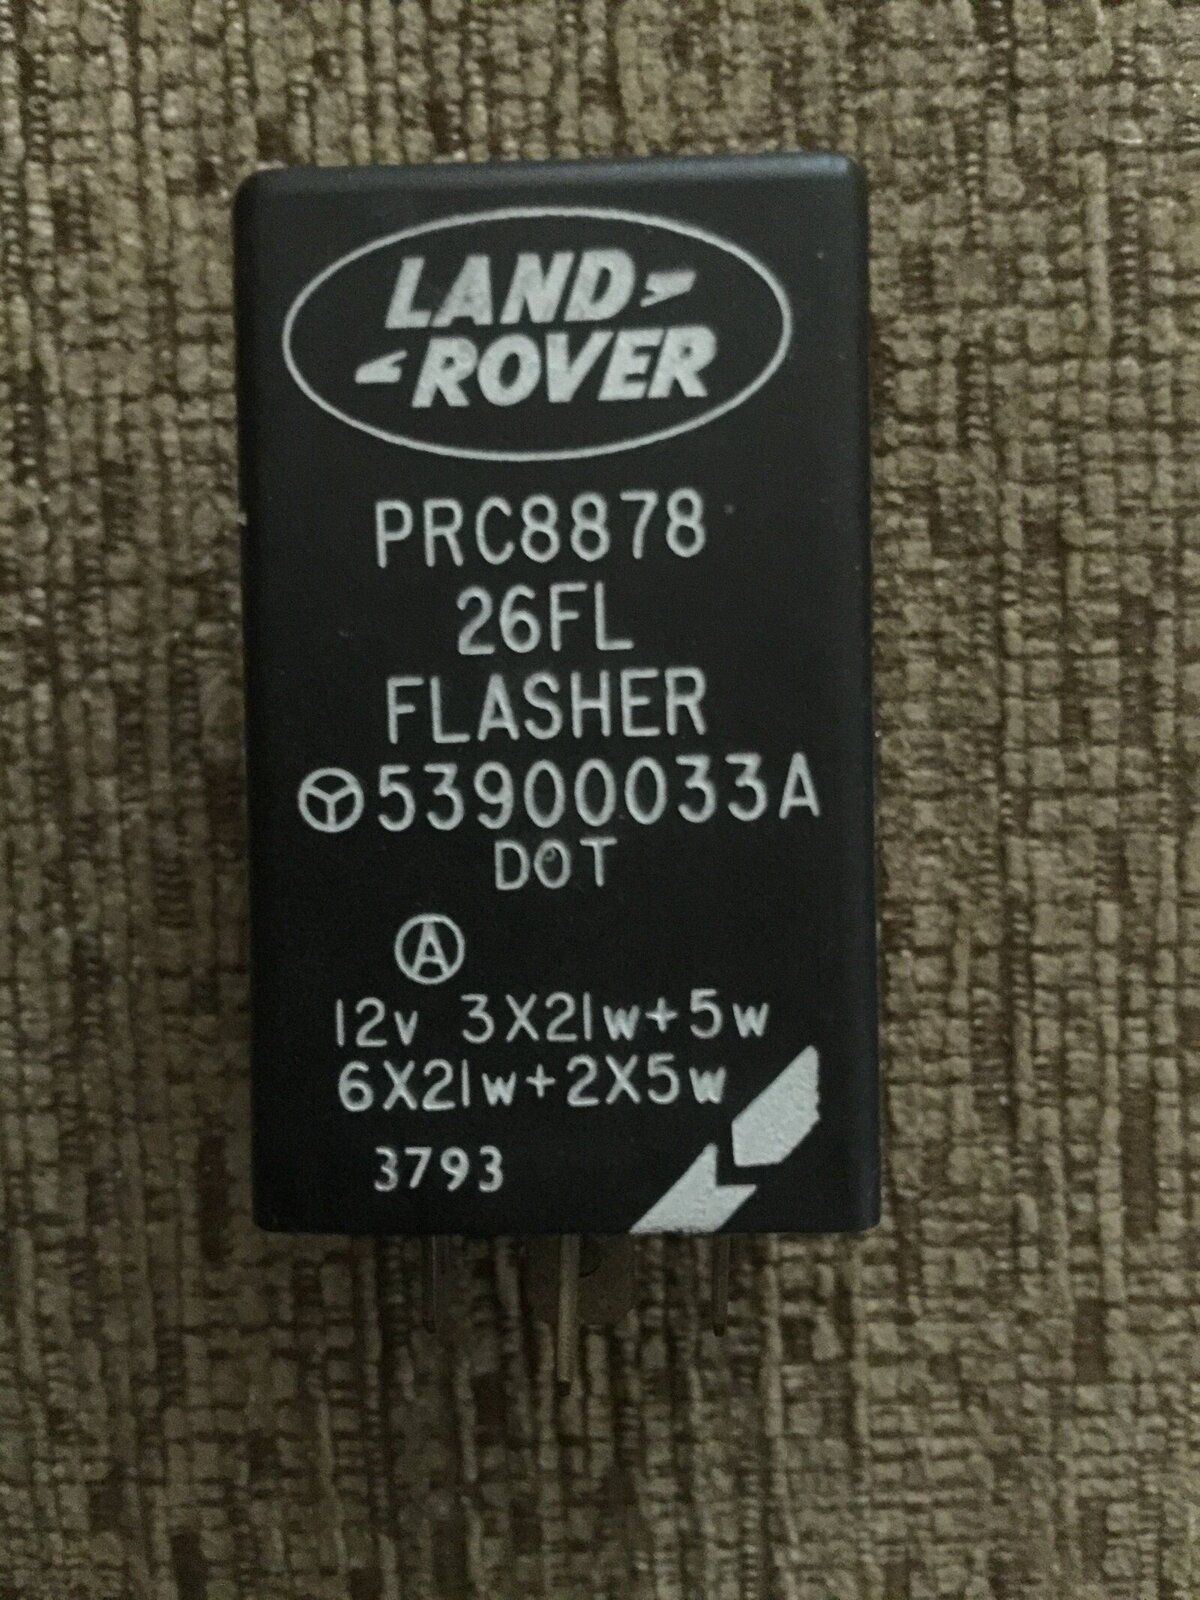 LAND
ROVER
PRC8878
26FL
FLASHER
53900033A
DOT
A
12v 3X21w+5w
6X21w+2X5w
3793